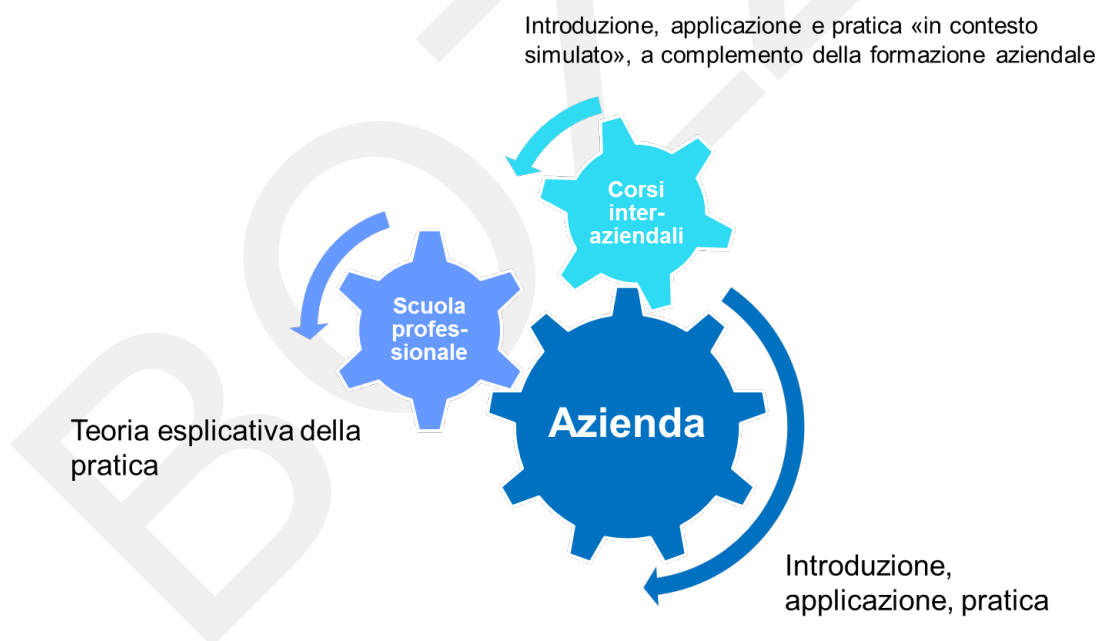 Introduzione, applicazione e pratica «in contesto
simulato», a complemento della formazione aziendale
Corsi
inter-
aziendali
Scuola
profes-
sionale
Azienda
Teoria esplicativa della
pratica
Introduzione,
applicazione, pratica
BOZZA